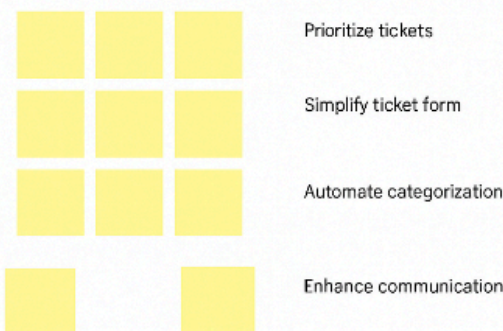 Prioritize tickets
Simplify ticket form
Automate categorization
Enhance communication